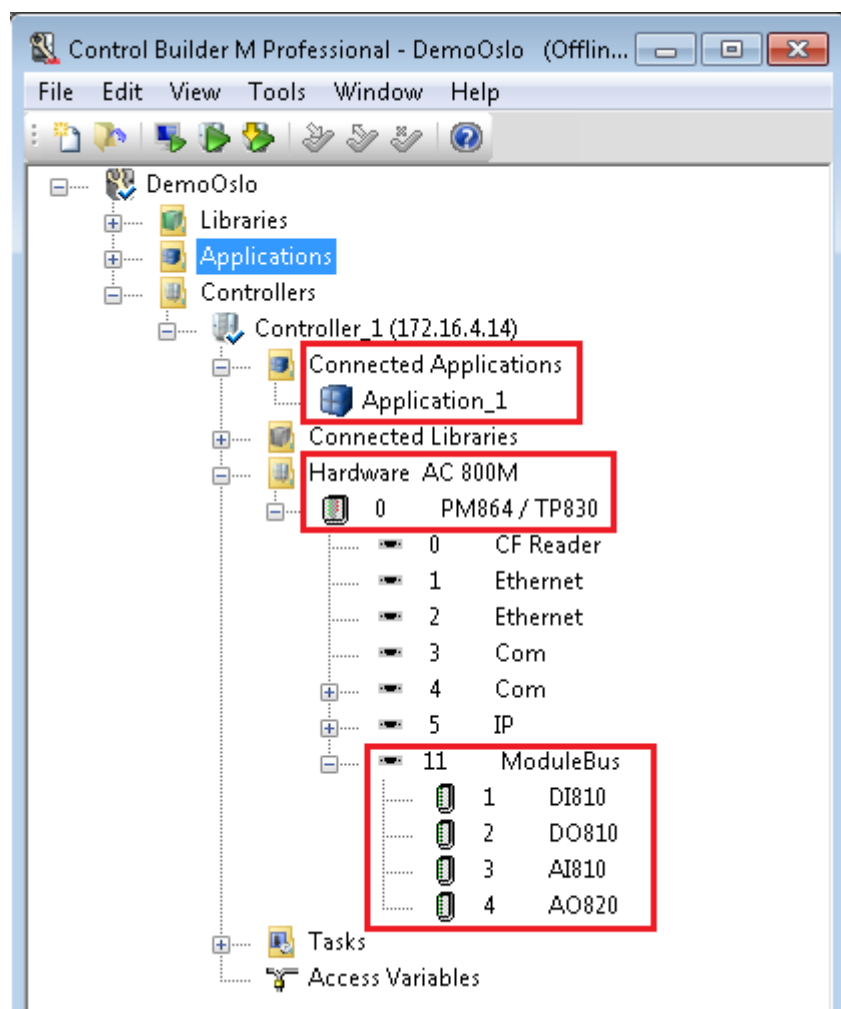 Control Builder M Professional - DemoOslo (Offlin...
File Edit View Tools Window Help
DemoOslo
Libraries
Applications
Controllers
Controller_1 (172.16.4.14)
Connected Applications
Application_1
Connected Libraries
Hardware AC 800M
0 PM864 / TP830
0 CF Reader
1 Ethernet
2 Ethernet
3 Com
4 Com
5 IP
11 ModuleBus
1 DI810
2 DO810
3 AI810
4 AO820
Tasks
Access Variables